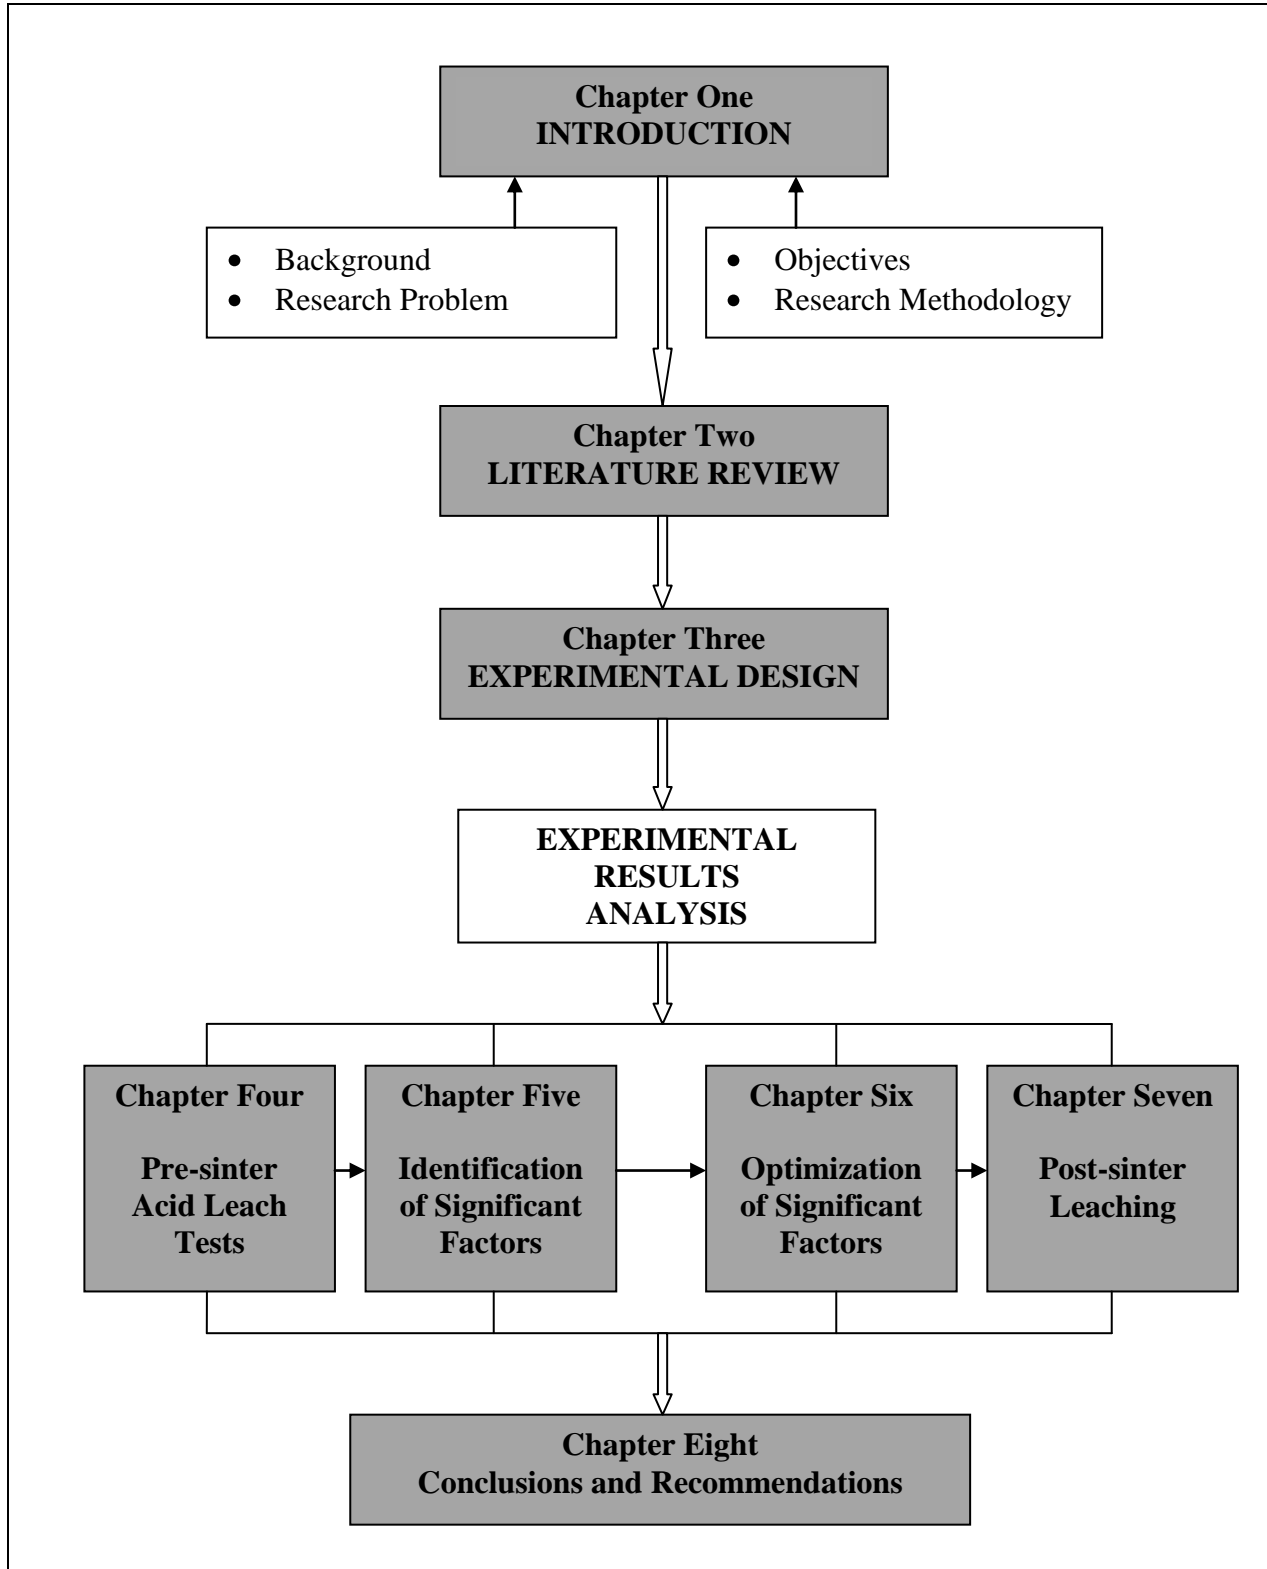 Chapter One
INTRODUCTION
• Background
• Research Problem
• Objectives
• Research Methodology
Chapter Two
LITERATURE REVIEW
Chapter Three
EXPERIMENTAL DESIGN
EXPERIMENTAL
RESULTS
ANALYSIS
Chapter Four
Pre-sinter
Acid Leach
Tests
Chapter Five
Identification
of Significant
Factors
Chapter Six
Optimization
of Significant
Factors
Chapter Seven
Post-sinter
Leaching
Chapter Eight
Conclusions and Recommendations